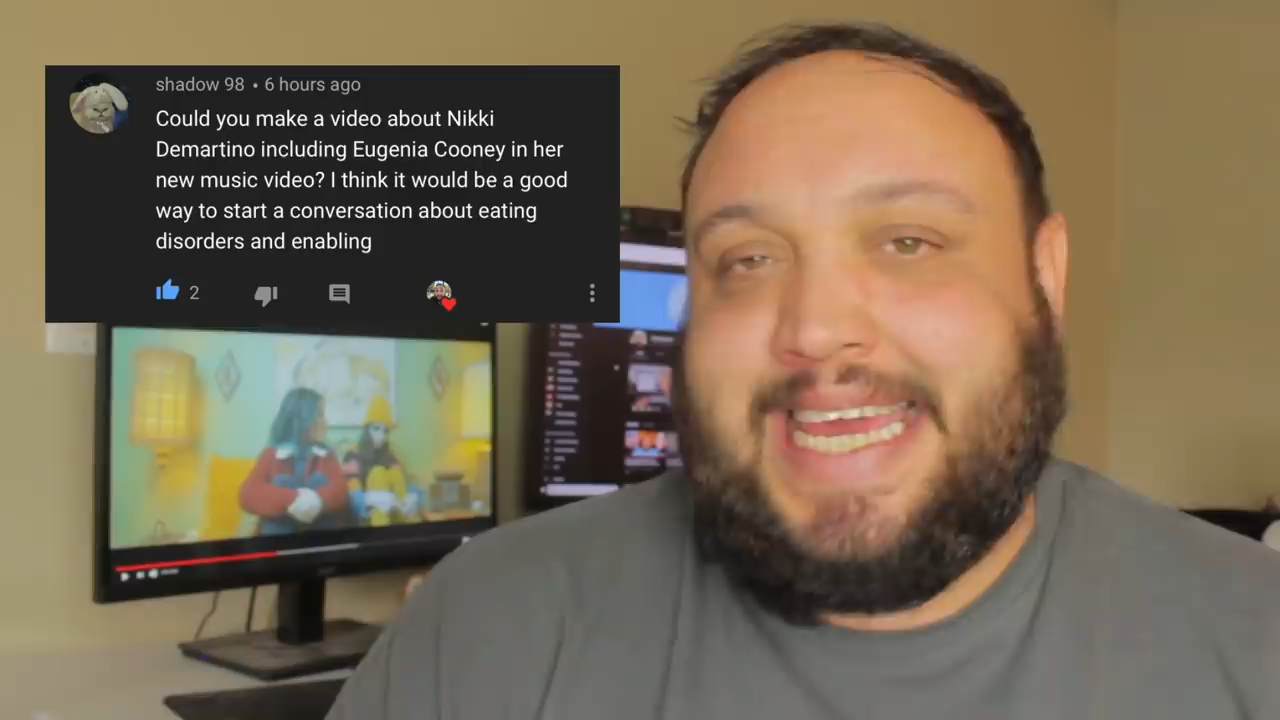 shadow 98 • 6 hours ago
Could you make a video about Nikki
Demartino including Eugenia Cooney in her
new music video? I think it would be a good
way to start a conversation about eating
disorders and enabling
2